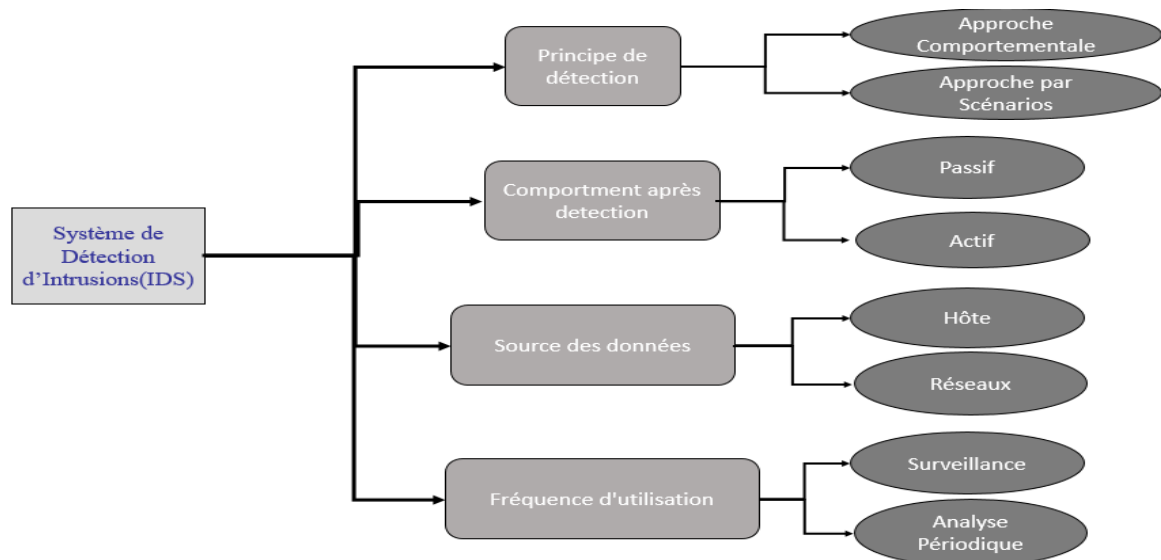 Système de
Détection
d'Intrusions(IDS)
Principe de
détection
Approche
Comportementale
Approche par
Scénarios
Comportment après
detection
Passif
Actif
Source des données
Hôte
Réseaux
Fréquence d'utilisation
Surveillance
Analyse
Périodique